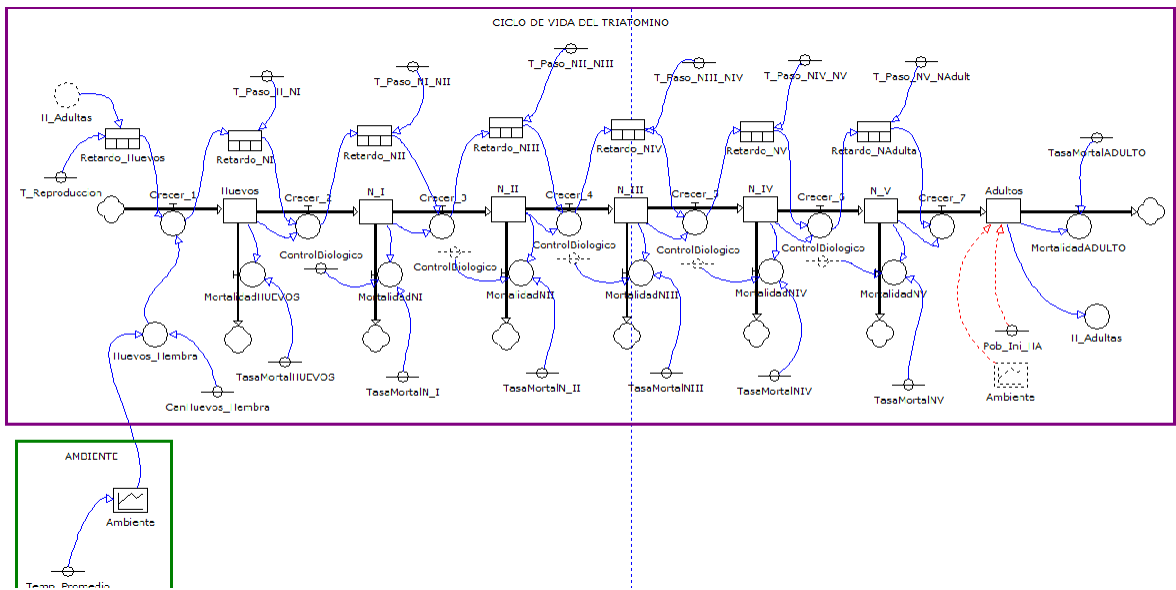 CICLO DE VIDA DEL TRIATOMINO
T_Paso_NII_NIII
T_Paso_NI_NII
T_Paso_NIII_NIV
T_Paso_NIV_NV
T_Paso_NV_NAdult
T_Paso_H_NI
H_Adultas
Retardo_Huevos
Retardo_NI
Retardo_NII
Retardo_NIII
Retardo_NIV
Retardo_NV
Retardo_NAdulta
TasaMortalADULTO
T_Reproduccion
Crecer_1
Huevos
Crecer_2
N_I
Crecer_3
N_II
Crecer_4
N_III
Crecer_5
N_IV
Crecer_6
N_V
Crecer_7
Adultos
ControlBiologico
ControlBiologico
ControlBiologico
ControlBiologico
ControlBiologico
MortalidadADULTO
MortalidadHUEVOS
MortalidadNI
MortalidadNII
MortalidadNIII
MortalidadNIV
MortalidadNV
Huevos_Hembra
H_Adultas
Pob_Ini_HA
TasaMortalHUEVOS
TasaMortalN_I
TasaMortalN_II
TasaMortalNIII
TasaMortalNIV
TasaMortalNV
Ambiente
CanHuevos_Hembra
AMBIENTE
Ambiente
Temp_Promedio